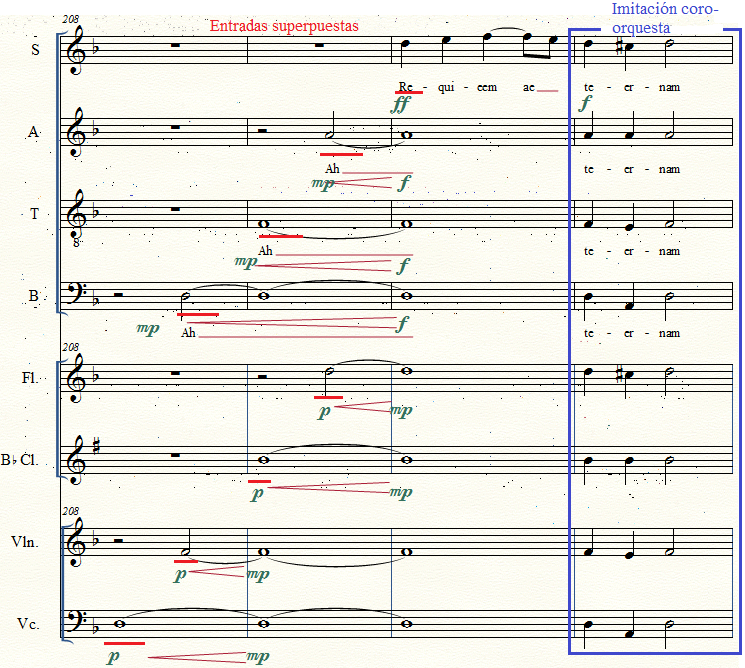 Imitación coro-
orquesta
208
Entradas superpuestas
S
Re - qui - eem ae
te - er - nam
ff
f
A
Ah
te - er - nam
mp
f
T
8
Ah
te - er - nam
mp
f
B
mp
f
Ah
te - er - nam
208
Fl.
p
mp
B♭Cl.
p
mp
208
Vln.
p
mp
Vc.
p
mp